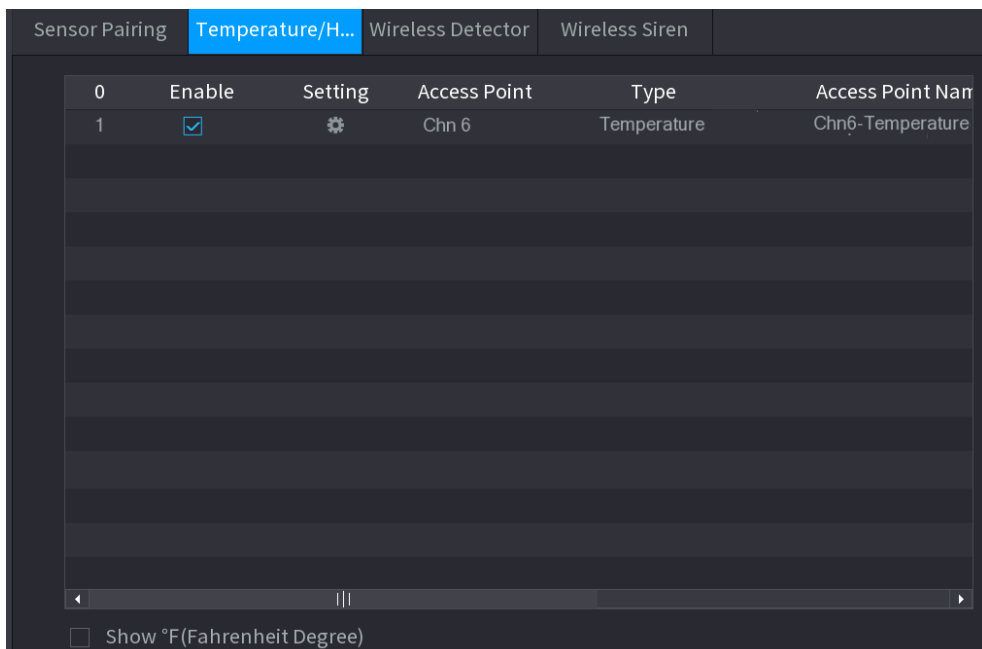 Sensor Pairing Temperature/H... Wireless Detector Wireless Siren
0 Enable Setting Access Point Type Access Point Nam
1 Chn 6 Temperature Chn6-Temperature
Show °F(Fahrenheit Degree)